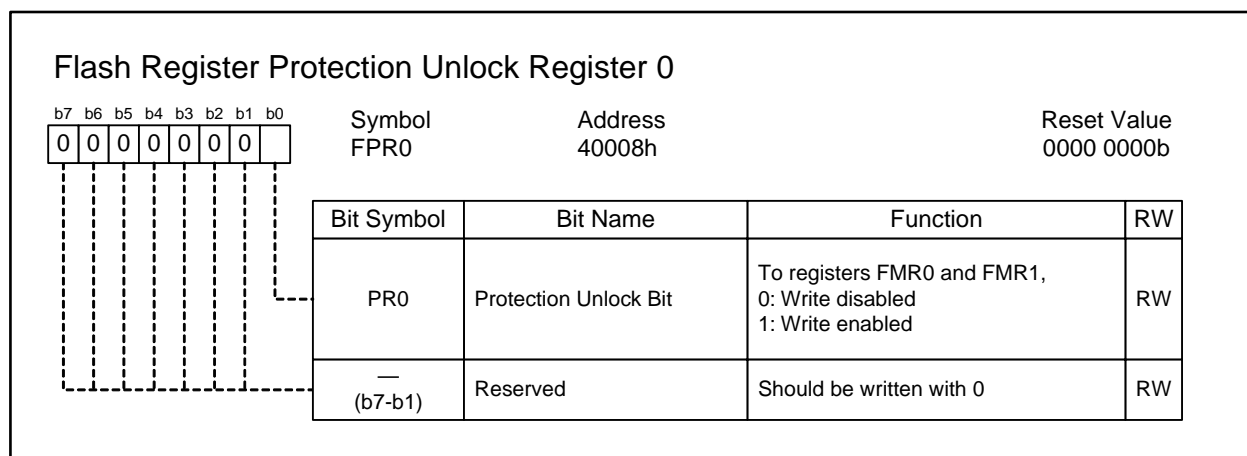 Flash Register Protection Unlock Register 0
b7 b6 b5 b4 b3 b2 b1 b0
0 0 0 0 0 0 0
Symbol Address Reset Value
FPR0 40008h 0000 0000b
Bit Symbol Bit Name Function RW
PR0 Protection Unlock Bit To registers FMR0 and FMR1,
0: Write disabled
1: Write enabled
RW
—
(b7-b1)
Reserved Should be written with 0 RW